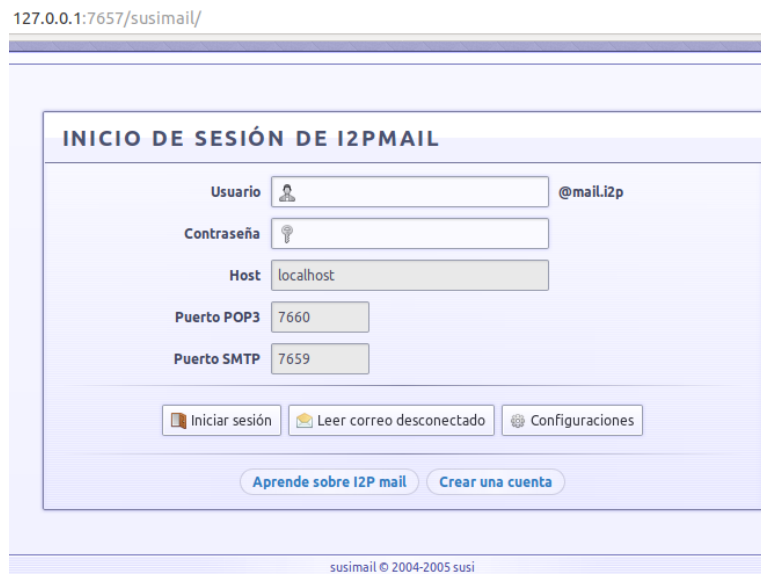 127.0.0.1:7657/susimail/
INICIO DE SESIÓN DE I2PMAIL
Usuario @mail.i2p
Contraseña
Host localhost
Puerto POP3 7660
Puerto SMTP 7659
Iniciar sesión Leer correo desconectado Configuraciones
Aprende sobre I2P mail Crear una cuenta
susimail © 2004-2005 susi